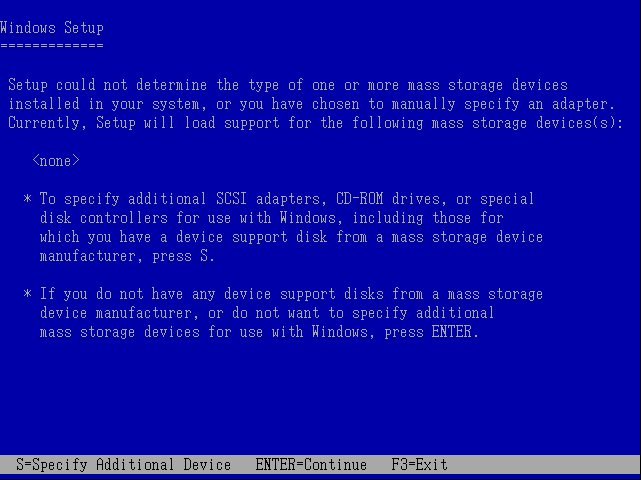 Windows Setup
=============
Setup could not determine the type of one or more mass storage devices
installed in your system, or you have chosen to manually specify an adapter.
Currently, Setup will load support for the following mass storage devices(s):
<none>
* To specify additional SCSI adapters, CD-ROM drives, or special
disk controllers for use with Windows, including those for
which you have a device support disk from a mass storage device
manufacturer, press S.
* If you do not have any device support disks from a mass storage
device manufacturer, or do not want to specify additional
mass storage devices for use with Windows, press ENTER.
S=Specify Additional Device   ENTER=Continue   F3=Exit